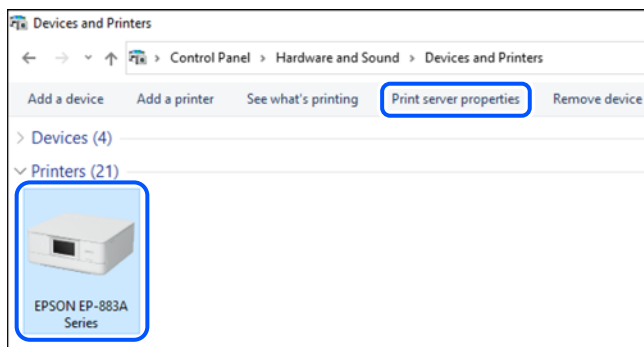 Devices and Printers
Control Panel > Hardware and Sound > Devices and Printers
Add a device Add a printer See what's printing Print server properties Remove device
Devices (4)
Printers (21)
EPSON EP-883A
Series